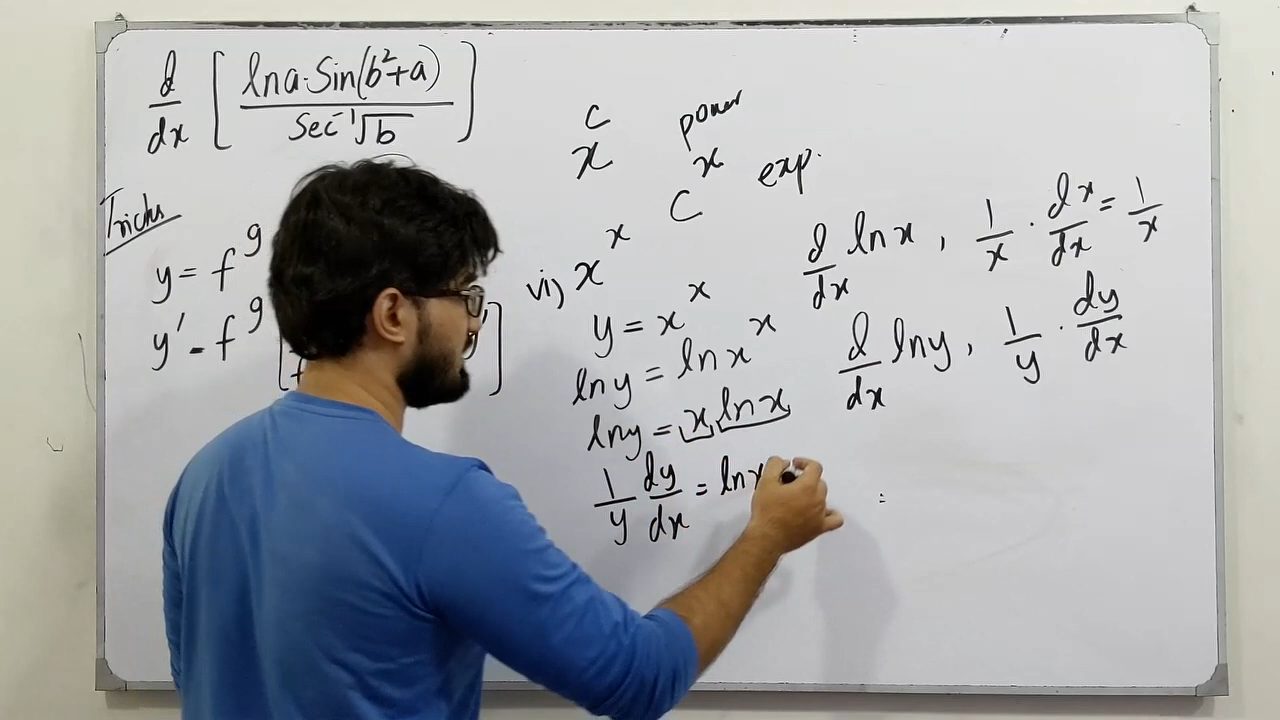 d/dx [ lna·Sin(b²+a) / Sec⁻¹√b ]
Tricks
y = f^g
y' = f^g [
x^c power
c^x exp.
vi) x^x
y = x^x
lny = lnx^x
lny = x lnx
1/y dy/dx = lnx
d/dx lnx , 1/x · dx/dx = 1/x
d/dx lny , 1/y · dy/dx
=